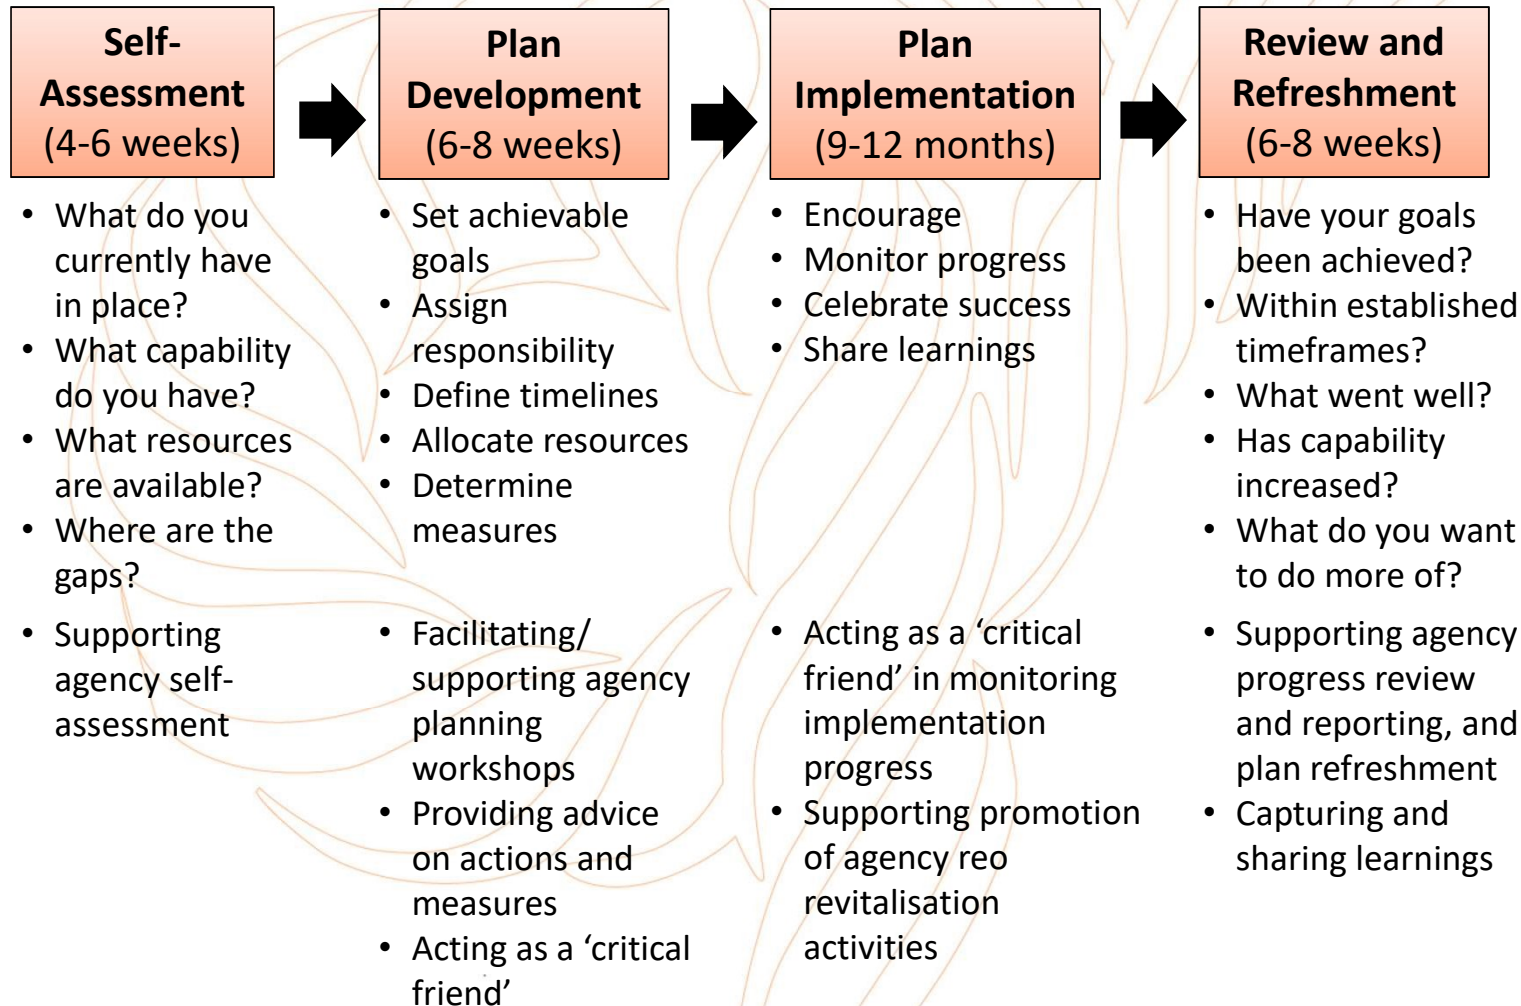 Self-
Assessment
(4-6 weeks)
Plan
Development
(6-8 weeks)
Plan
Implementation
(9-12 months)
Review and
Refreshment
(6-8 weeks)
• What do you
currently have
in place?
• What capability
do you have?
• What resources
are available?
• Where are the
gaps?
• Set achievable
goals
• Assign
responsibility
• Define timelines
• Allocate resources
• Determine
measures
• Encourage
• Monitor progress
• Celebrate success
• Share learnings
• Have your goals
been achieved?
• Within established
timeframes?
• What went well?
• Has capability
increased?
• What do you want
to do more of?
• Supporting
agency self-
assessment
• Facilitating/
supporting agency
planning
workshops
• Providing advice
on actions and
measures
• Acting as a ‘critical
friend’
• Acting as a ‘critical
friend’ in monitoring
implementation
progress
• Supporting promotion
of agency reo
revitalisation
activities
• Supporting agency
progress review
and reporting, and
plan refreshment
• Capturing and
sharing learnings